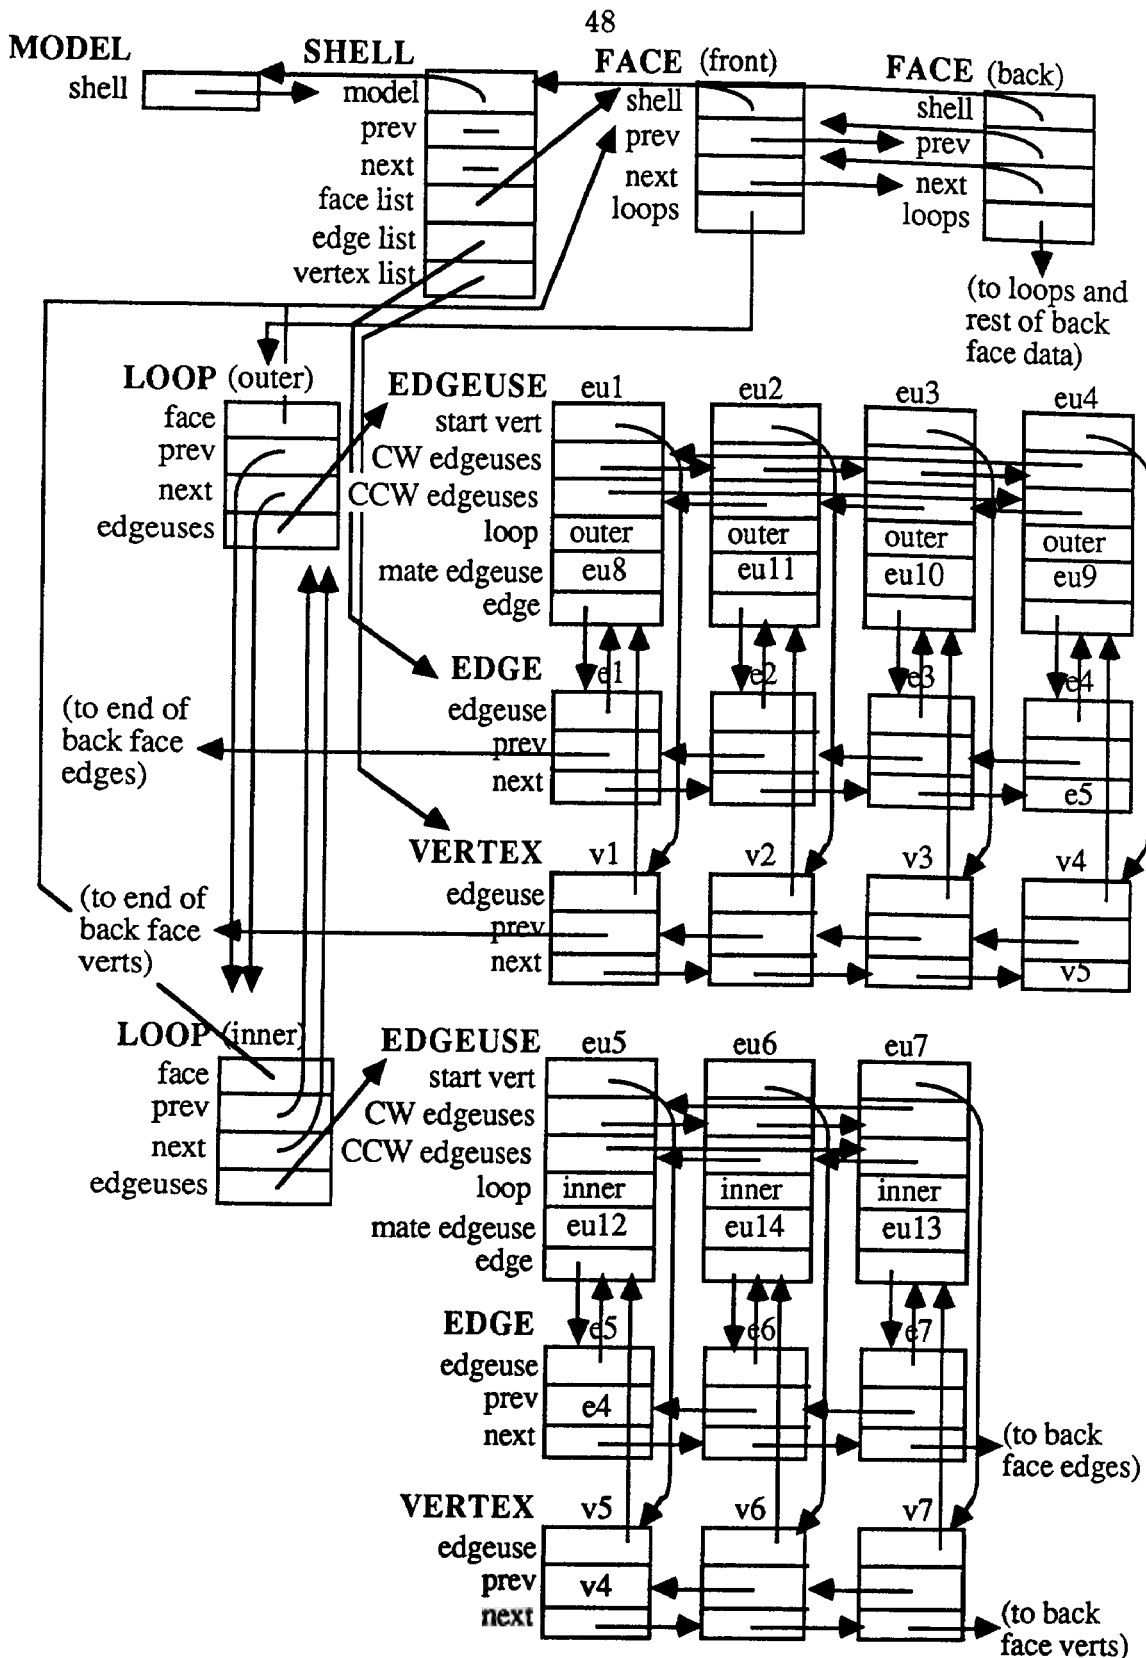 48
MODEL
shell
SHELL
model
prev
next
face list
edge list
vertex list
FACE (front)
shell
prev
next
loops
FACE (back)
shell
prev
next
loops
(to loops and
rest of back
face data)
LOOP (outer)
face
prev
next
edgeuses
EDGEUSE eu1 eu2 eu3 eu4
start vert
CW edgeuses
CCW edgeuses
loop outer outer outer outer
mate edgeuse eu8 eu11 eu10 eu9
edge
EDGE e1 e2 e3 e4
edgeuse
prev
next e5
(to end of
back face
edges)
VERTEX v1 v2 v3 v4
edgeuse
prev
next v5
(to end of
back face
verts)
LOOP (inner)
face
prev
next
edgeuses
EDGEUSE eu5 eu6 eu7
start vert
CW edgeuses
CCW edgeuses
loop inner inner inner
mate edgeuse eu12 eu14 eu13
edge
EDGE e5 e6 e7
edgeuse
prev e4
next
(to back
face edges)
VERTEX v5 v6 v7
edgeuse
prev v4
next
(to back
face verts)